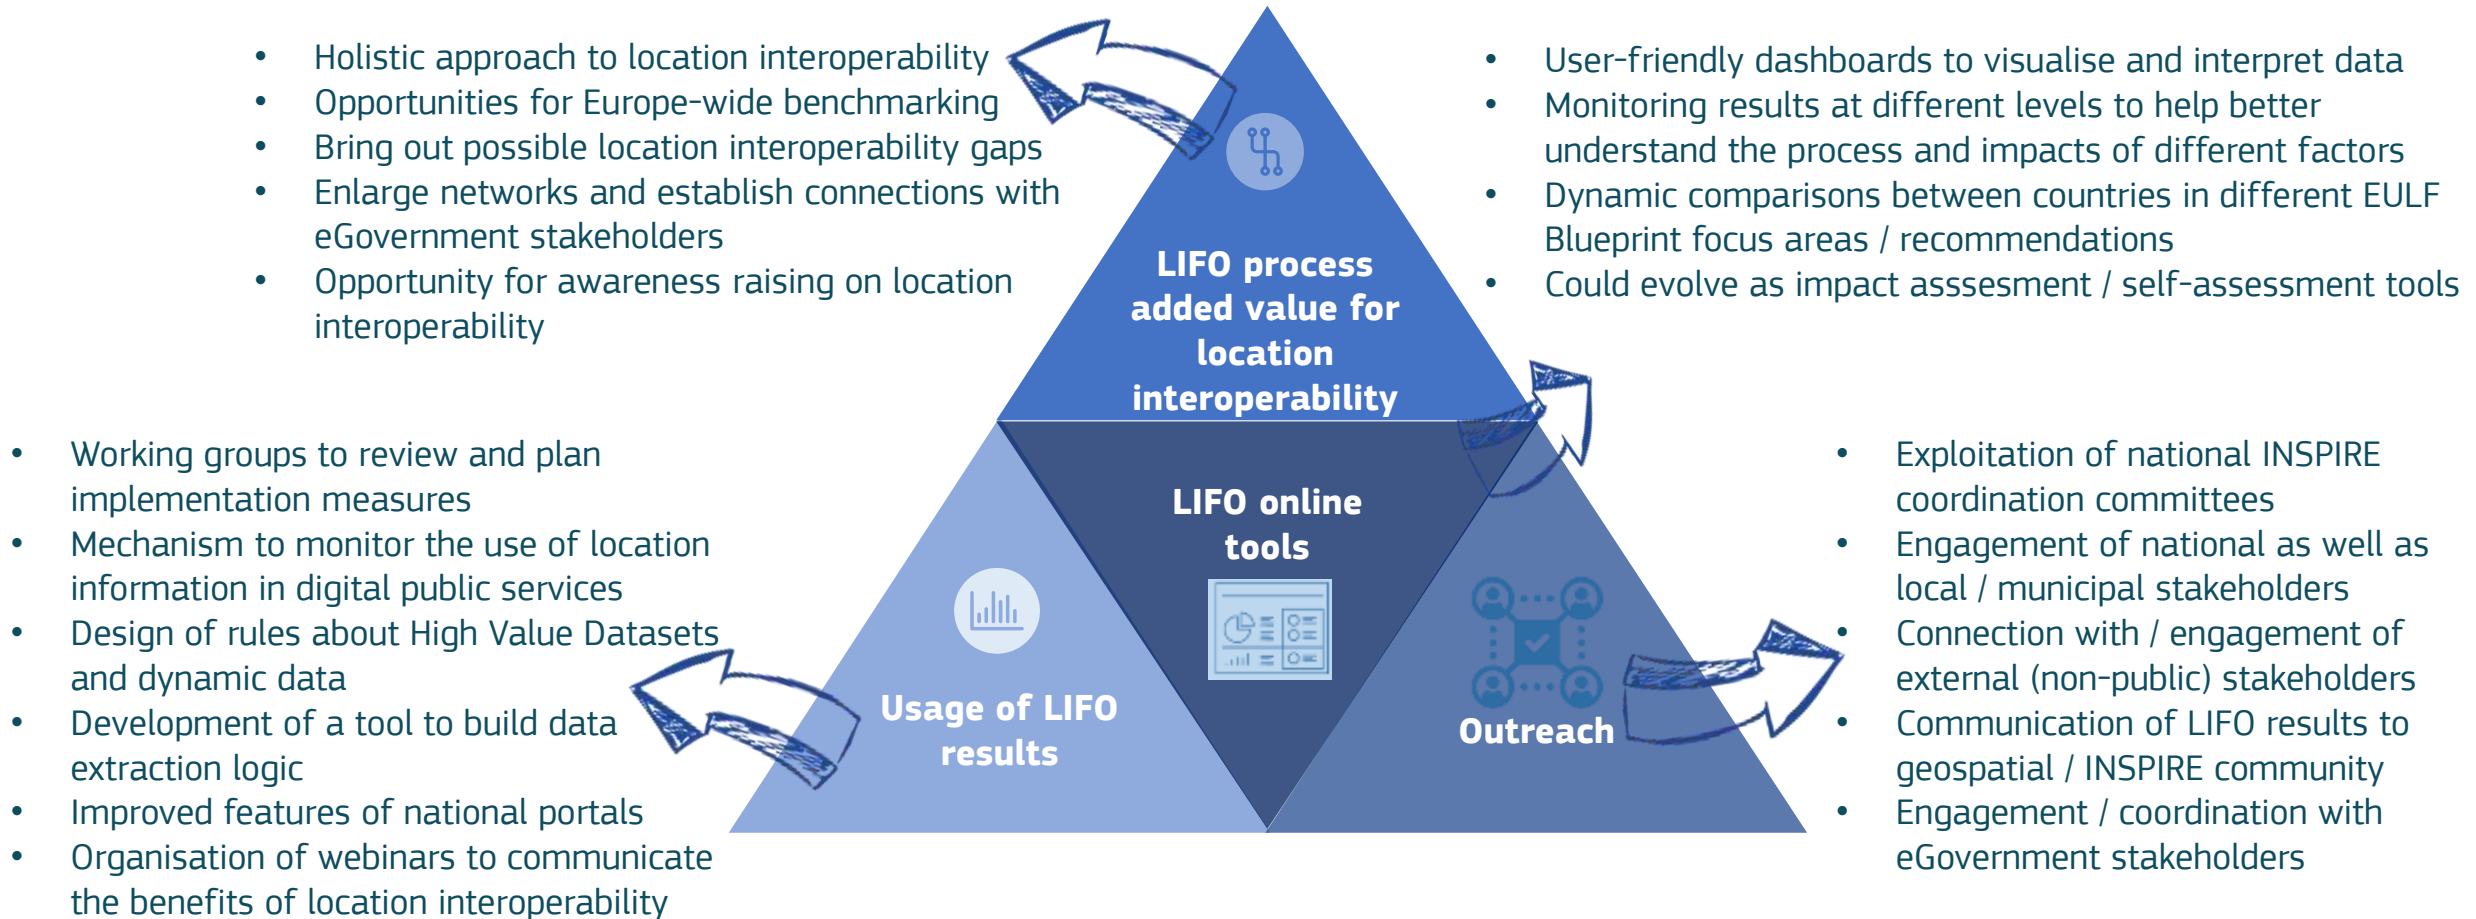 • Holistic approach to location interoperability
• Opportunities for Europe-wide benchmarking
• Bring out possible location interoperability gaps
• Enlarge networks and establish connections with
eGovernment stakeholders
• Opportunity for awareness raising on location
interoperability
• User-friendly dashboards to visualise and interpret data
• Monitoring results at different levels to help better
understand the process and impacts of different factors
• Dynamic comparisons between countries in different EULF
Blueprint focus areas / recommendations
• Could evolve as impact asssesment / self-assessment tools
LIFO process
added value for
location
interoperability
• Working groups to review and plan
implementation measures
• Mechanism to monitor the use of location
information in digital public services
• Design of rules about High Value Datasets
and dynamic data
• Development of a tool to build data
extraction logic
• Improved features of national portals
• Organisation of webinars to communicate
the benefits of location interoperability
Usage of LIFO
results
LIFO online
tools
Outreach
• Exploitation of national INSPIRE
coordination committees
• Engagement of national as well as
local / municipal stakeholders
• Connection with / engagement of
external (non-public) stakeholders
• Communication of LIFO results to
geospatial / INSPIRE community
• Engagement / coordination with
eGovernment stakeholders